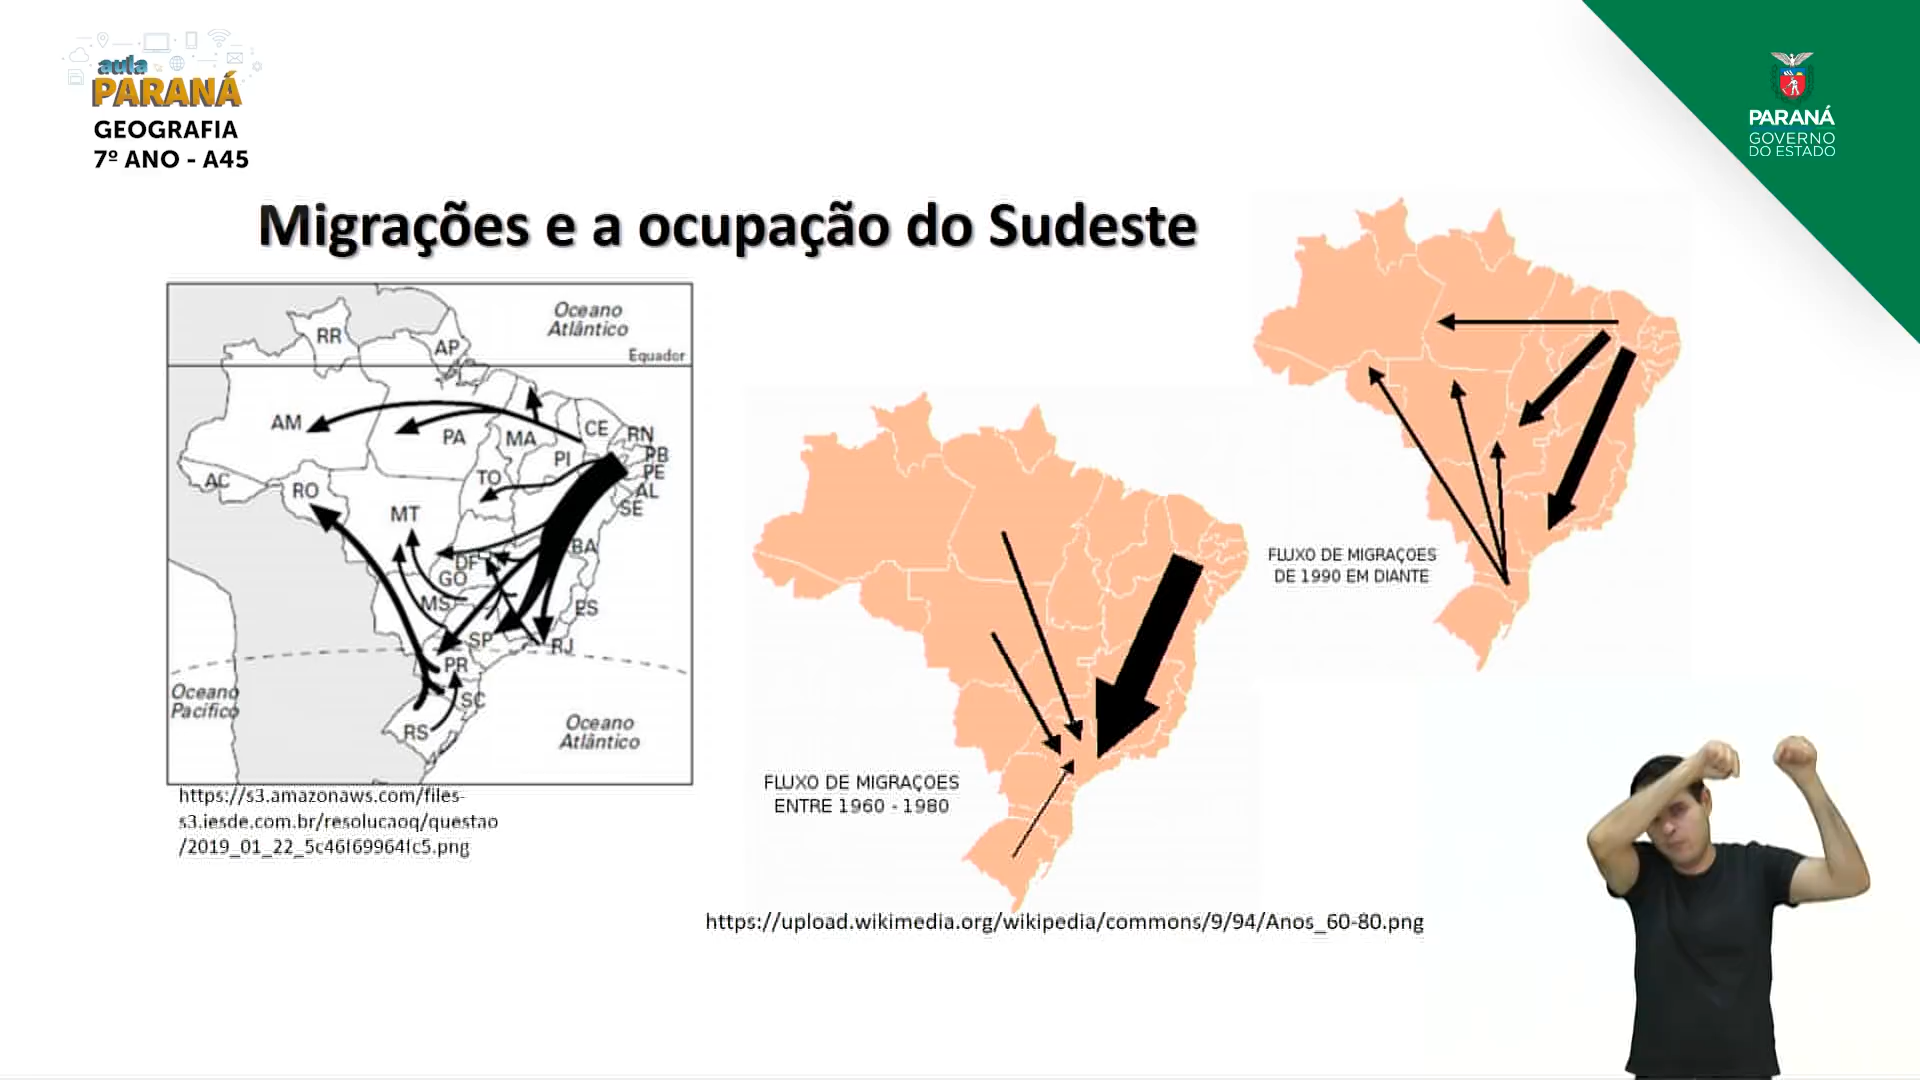 aula
PARANÁ
GEOGRAFIA
7º ANO - A45
PARANÁ
GOVERNO
DO ESTADO
Migrações e a ocupação do Sudeste
Oceano
Atlântico
Equador
RR
AP
AM
PA
MA
CE
RN
PB
PE
AL
SE
PI
TO
AC
RO
MT
BA
DF
GO
MS
ES
SP
RJ
PR
SC
RS
Oceano
Pacífico
Oceano
Atlântico
https://s3.amazonaws.com/files-
s3.iesde.com.br/resolucaoq/questao
/2019_01_22_5c46f69964fc5.png
FLUXO DE MIGRAÇOES
ENTRE 1960 - 1980
FLUXO DE MIGRAÇOES
DE 1990 EM DIANTE
https://upload.wikimedia.org/wikipedia/commons/9/94/Anos_60-80.png